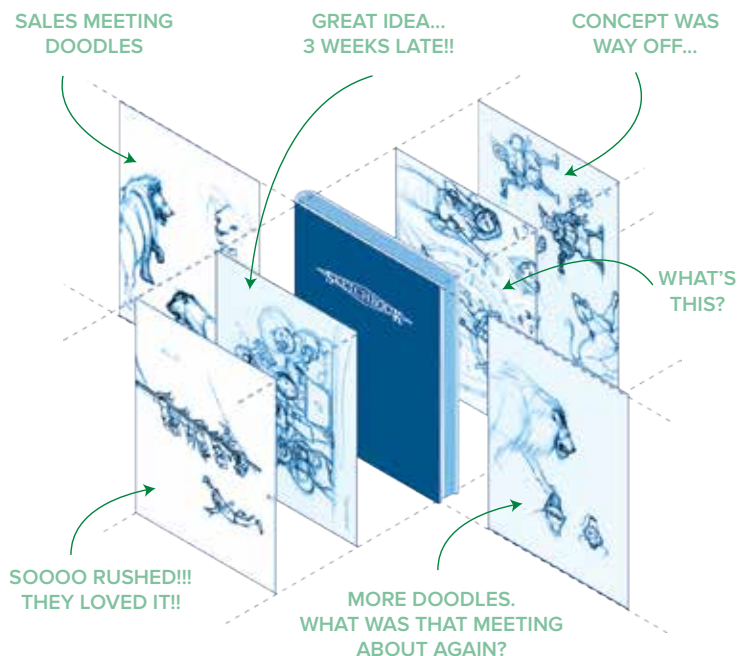 SALES MEETING
DOODLES
GREAT IDEA...
3 WEEKS LATE!!
CONCEPT WAS
WAY OFF...
SKETCHBOOK
WHAT'S
THIS?
SOOOO RUSHED!!!
THEY LOVED IT!!
MORE DOODLES.
WHAT WAS THAT MEETING
ABOUT AGAIN?